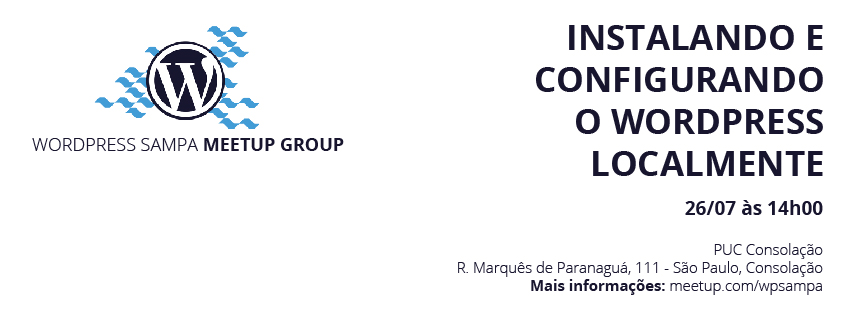 WORDPRESS SAMPA MEETUP GROUP
INSTALANDO E
CONFIGURANDO
O WORDPRESS
LOCALMENTE
26/07 às 14h00
PUC Consolação
R. Marquês de Paranaguá, 111 - São Paulo, Consolação
Mais informações: meetup.com/wpsampa